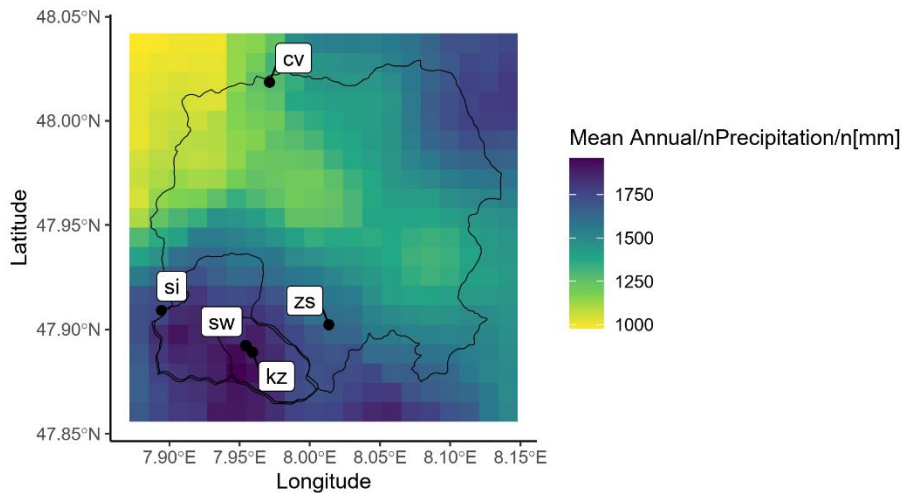 48.05°N
48.00°N
47.95°N
47.90°N
47.85°N
Latitude
cv
si
sw
zs
kz
7.90°E 7.95°E 8.00°E 8.05°E 8.10°E 8.15°E
Longitude
Mean Annual/nPrecipitation/n[mm]
1750
1500
1250
1000